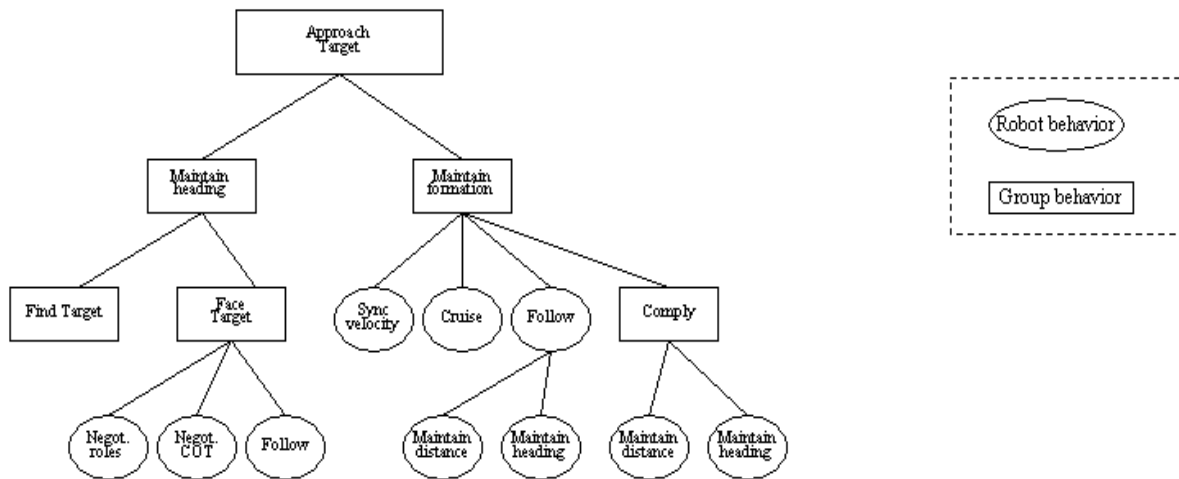 Approach
Target
Robot behavior
Maintain
heading
Maintain
formation
Group behavior
Find Target
Face
Target
Sync
velocity
Cruise
Follow
Comply
Negot.
roles
Negot.
COT
Follow
Maintain
distance
Maintain
heading
Maintain
distance
Maintain
heading